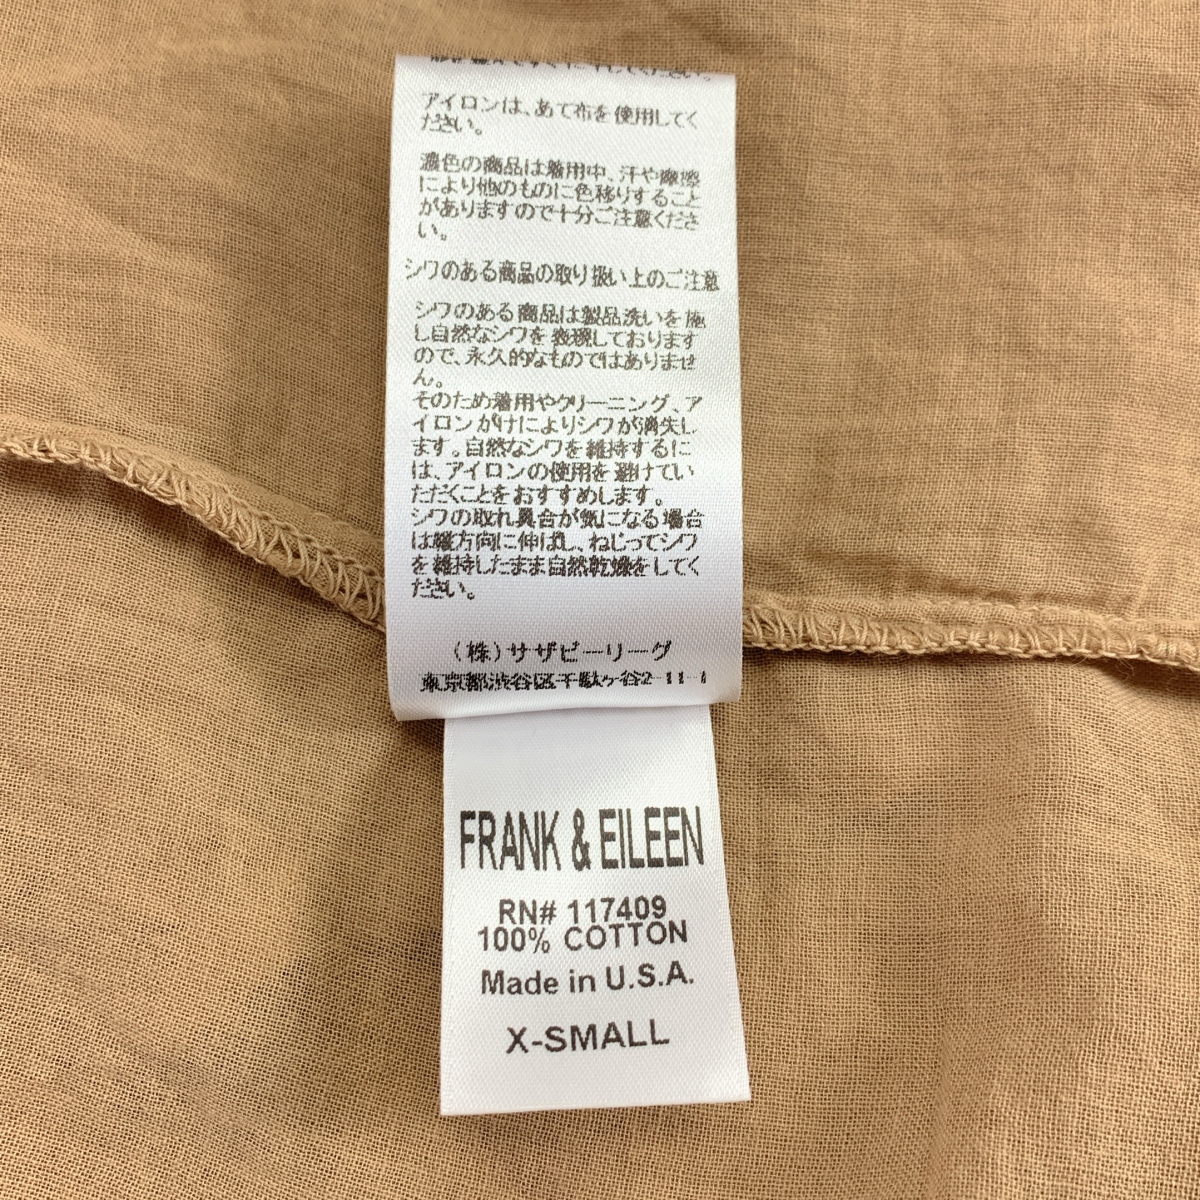 アイロンは、あて布を使用してく
ださい。
濃色の商品は着用中、汗や摩擦
により他のものに色移りすること
がありますので十分ご注意くださ
い。
シワのある商品の取り扱い上のご注意
シワのある商品は製品洗いを施
し自然なシワを表現しております
ので、永久的なものではありませ
ん。
そのため着用やクリーニング、ア
イロンがけによりシワが消失し
ます。自然なシワを維持するに
は、アイロンの使用を避けてい
ただくことをおすすめします。
シワの取れ具合が気になる場合
は縦方向に伸ばし、ねじってシワ
を維持したまま自然乾燥をしてく
ださい。
(株)サザビーリーグ
東京都渋谷区千駄ヶ谷2-11-1
FRANK & EILEEN
RN# 117409
100% COTTON
Made in U.S.A.
X-SMALL